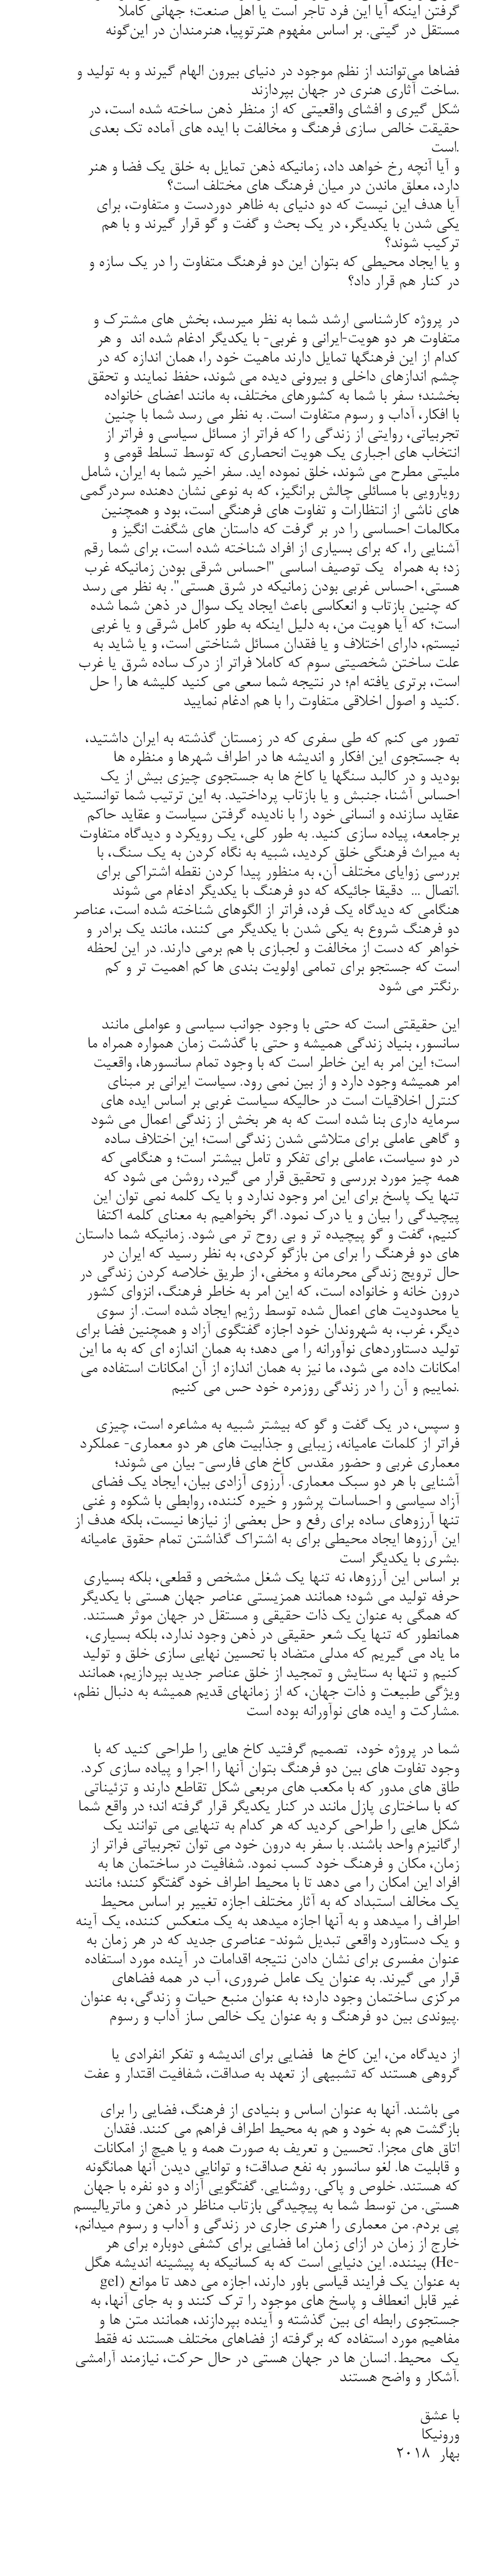 گرفتن اینکه آیا این فرد تاجر است یا اهل صنعت؛ جهانی کاملا
مستقل در گیتی. بر اساس مفهوم هترتوپیا، هنرمندان در این‌گونه
فضاها می‌توانند از نظم موجود در دنیای بیرون الهام گیرند و به تولید و
.ساخت آثاری هنری در جهان بپردازند
شکل گیری و افشای واقعیتی که از منظر ذهن ساخته شده است، در
حقیقت خالص سازی فرهنگ و مخالفت با ایده های آماده تک بعدی
.است
و آیا آنچه رخ خواهد داد، زمانیکه ذهن تمایل به خلق یک فضا و هنر
دارد، معلق ماندن در میان فرهنگ های مختلف است؟
آیا هدف این نیست که دو دنیای به ظاهر دوردست و متفاوت، برای
یکی شدن با یکدیگر، در یک بحث و گفت و گو قرار گیرند و با هم
ترکیب شوند؟
و یا ایجاد محیطی که بتوان این دو فرهنگ متفاوت را در یک سازه و
در کنار هم قرار داد؟
در پروژه کارشناسی ارشد شما به نظر میرسد، بخش های مشترک و
متفاوت هر دو هویت-ایرانی و غربی- با یکدیگر ادغام شده اند و هر
کدام از این فرهنگها تمایل دارند ماهیت خود را، همان اندازه که در
چشم اندازهای داخلی و بیرونی دیده می شوند، حفظ نمایند و تحقق
بخشند؛ سفر با شما به کشورهای مختلف، به مانند اعضای خانواده
با افکار، آداب و رسوم متفاوت است. به نظر می رسد شما با چنین
تجربیاتی، روایتی از زندگی را که فراتر از مسائل سیاسی و فراتر از
انتخاب های اجباری یک هویت انحصاری که توسط تسلط قومی و
ملیتی مطرح می شوند، خلق نموده اید. سفر اخیر شما به ایران، شامل
رویارویی با مسائلی چالش برانگیز، که به نوعی نشان دهنده سردرگمی
های ناشی از انتظارات و تفاوت های فرهنگی است، بود و همچنین
مکالمات احساسی را در بر گرفت که داستان های شگفت انگیز و
آشنایی را، که برای بسیاری از افراد شناخته شده است، برای شما رقم
زد؛ به همراه یک توصیف اساسی "احساس شرقی بودن زمانیکه غرب
هستی، احساس غربی بودن زمانیکه در شرق هستی". به نظر می رسد
که چنین بازتاب و انعکاسی باعث ایجاد یک سوال در ذهن شما شده
است؛ که آیا هویت من، به دلیل اینکه به طور کامل شرقی و یا غربی
نیستم، دارای اختلاف و یا فقدان مسائل شناختی است، و یا شاید به
علت ساختن شخصیتی سوم که کاملا فراتر از درک ساده شرق یا غرب
است، برتری یافته ام؛ در نتیجه شما سعی می کنید کلیشه ها را حل
.کنید و اصول اخلاقی متفاوت را با هم ادغام نمایید
تصور می کنم که طی سفری که در زمستان گذشته به ایران داشتید،
به جستجوی این افکار و اندیشه ها در اطراف شهرها و منظره ها
بودید و در کالبد سنگها یا کاخ ها به جستجوی چیزی بیش از یک
احساس آشنا، جنبش و یا بازتاب پرداختید. به این ترتیب شما توانستید
عقاید سازنده و انسانی خود را با نادیده گرفتن سیاست و عقاید حاکم
برجامعه، پیاده سازی کنید. به طور کلی، یک رویکرد و دیدگاه متفاوت
به میراث فرهنگی خلق کردید، شبیه به نگاه کردن به یک سنگ، با
بررسی زوایای مختلف آن، به منظور پیدا کردن نقطه اشتراکی برای
.اتصال ... دقیقا جائیکه که دو فرهنگ با یکدیگر ادغام می شوند
هنگامی که دیدگاه یک فرد، فراتر از الگوهای شناخته شده است، عناصر
دو فرهنگ شروع به یکی شدن با یکدیگر می کنند، مانند یک برادر و
خواهر که دست از مخالفت و لجبازی با هم برمی دارند. در این لحظه
است که جستجو برای تمامی اولویت بندی ها کم اهمیت تر و کم
.رنگتر می شود
این حقیقتی است که حتی با وجود جوانب سیاسی و عواملی مانند
سانسور، بنیاد زندگی همیشه و حتی با گذشت زمان همواره همراه ما
است؛ این امر به این خاطر است که با وجود تمام سانسورها، واقعیت
امر همیشه وجود دارد و از بین نمی رود. سیاست ایرانی بر مبنای
کنترل اخلاقیات است در حالیکه سیاست غربی بر اساس ایده های
سرمایه داری بنا شده است که به هر بخش از زندگی اعمال می شود
و گاهی عاملی برای متلاشی شدن زندگی است؛ این اختلاف ساده
در دو سیاست، عاملی برای تفکر و تامل بیشتر است؛ و هنگامی که
همه چیز مورد بررسی و تحقیق قرار می گیرد، روشن می شود که
تنها یک پاسخ برای این امر وجود ندارد و با یک کلمه نمی توان این
پیچیدگی را بیان و یا درک نمود. اگر بخواهیم به معنای کلمه اکتفا
کنیم، گفت و گو پیچیده تر و بی روح تر می شود. زمانیکه شما داستان
های دو فرهنگ را برای من بازگو کردی، به نظر رسید که ایران در
حال ترویج زندگی محرمانه و مخفی، از طریق خلاصه کردن زندگی در
درون خانه و خانواده است، که این امر به خاطر فرهنگ، انزوای کشور
یا محدودیت های اعمال شده توسط رژیم ایجاد شده است. از سوی
دیگر، غرب، به شهروندان خود اجازه گفتگوی آزاد و همچنین فضا برای
تولید دستاوردهای نوآورانه را می دهد؛ به همان اندازه ای که به ما این
امکانات داده می شود، ما نیز به همان اندازه از آن امکانات استفاده می
.نماییم و آن را در زندگی روزمره خود حس می کنیم
و سپس، در یک گفت و گو که بیشتر شبیه به مشاعره است، چیزی
فراتر از کلمات عامیانه، زیبایی و جذابیت های هر دو معماری- عملکرد
معماری غربی و حضور مقدس کاخ های فارسی- بیان می شوند؛
آشنایی با هر دو سبک معماری. آرزوی آزادی بیان، ایجاد یک فضای
آزاد سیاسی و احساسات پرشور و خیره کننده، روابطی با شکوه و غنی
تنها آرزوهای ساده برای رفع و حل بعضی از نیازها نیست، بلکه هدف از
این آرزوها ایجاد محیطی برای به اشتراک گذاشتن تمام حقوق عامیانه
.بشری با یکدیگر است
بر اساس این آرزوها، نه تنها یک شغل مشخص و قطعی، بلکه بسیاری
حرفه تولید می شود؛ همانند همزیستی عناصر جهان هستی با یکدیگر
که همگی به عنوان یک ذات حقیقی و مستقل در جهان موثر هستند.
همانطور که تنها یک شعر حقیقی در ذهن وجود ندارد، بلکه بسیاری،
ما یاد می گیریم که مدلی متضاد با تحسین نهایی سازی خلق و تولید
کنیم و تنها به ستایش و تمجید از خلق عناصر جدید بپردازیم، همانند
ویژگی طبیعت و ذات جهان، که از زمانهای قدیم همیشه به دنبال نظم،
.مشارکت و ایده های نوآورانه بوده است
شما در پروژه خود، تصمیم گرفتید کاخ هایی را طراحی کنید که با
وجود تفاوت های بین دو فرهنگ بتوان آنها را اجرا و پیاده سازی کرد.
طاق های مدور که با مکعب های مربعی شکل تقاطع دارند و تزئیناتی
که با ساختاری پازل مانند در کنار یکدیگر قرار گرفته اند؛ در واقع شما
شکل هایی را طراحی کردید که هر کدام به تنهایی می توانند یک
ارگانیزم واحد باشند. با سفر به درون خود می توان تجربیاتی فراتر از
زمان، مکان و فرهنگ خود کسب نمود. شفافیت در ساختمان ها به
افراد این امکان را می دهد تا با محیط اطراف خود گفتگو کنند؛ مانند
یک مخالف استبداد که به آثار مختلف اجازه تغییر بر اساس محیط
اطراف را میدهد و به آنها اجازه میدهد به یک منعکس کننده، یک آینه
و یک دستاورد واقعی تبدیل شوند- عناصری جدید که در هر زمان به
عنوان مفسری برای نشان دادن نتیجه اقدامات در آینده مورد استفاده
قرار می گیرند. به عنوان یک عامل ضروری، آب در همه فضاهای
مرکزی ساختمان وجود دارد؛ به عنوان منبع حیات و زندگی، به عنوان
.پیوندی بین دو فرهنگ و به عنوان یک خالص ساز آداب و رسوم
از دیدگاه من، این کاخ ها فضایی برای اندیشه و تفکر انفرادی یا
گروهی هستند که تشبیهی از تعهد به صداقت، شفافیت اقتدار و عفت
می باشند. آنها به عنوان اساس و بنیادی از فرهنگ، فضایی را برای
بازگشت هم به خود و هم به محیط اطراف فراهم می کنند. فقدان
اتاق های مجزا. تحسین و تعریف به صورت همه و یا هیچ از امکانات
و قابلیت ها. لغو سانسور به نفع صداقت؛ و توانایی دیدن آنها همانگونه
که هستند. خلوص و پاکی. روشنایی. گفتگویی آزاد و دو نفره با جهان
هستی. من توسط شما به پیچیدگی بازتاب مناظر در ذهن و ماتریالیسم
پی بردم. من معماری را هنری جاری در زندگی و آداب و رسوم میدانم،
خارج از زمان در ازای زمان اما فضایی برای کشفی دوباره برای هر
بیننده. این دنیایی است که به کسانیکه به پیشینه اندیشه هگل (He-
gel) به عنوان یک فرایند قیاسی باور دارند، اجازه می دهد تا موانع
غیر قابل انعطاف و پاسخ های موجود را ترک کنند و به جای آنها، به
جستجوی رابطه ای بین گذشته و آینده بپردازند، همانند متن ها و
مفاهیم مورد استفاده که برگرفته از فضاهای مختلف هستند نه فقط
یک محیط. انسان ها در جهان هستی در حال حرکت، نیازمند آرامشی
.آشکار و واضح هستند
با عشق
ورونیکا
بهار ۲۰۱۸